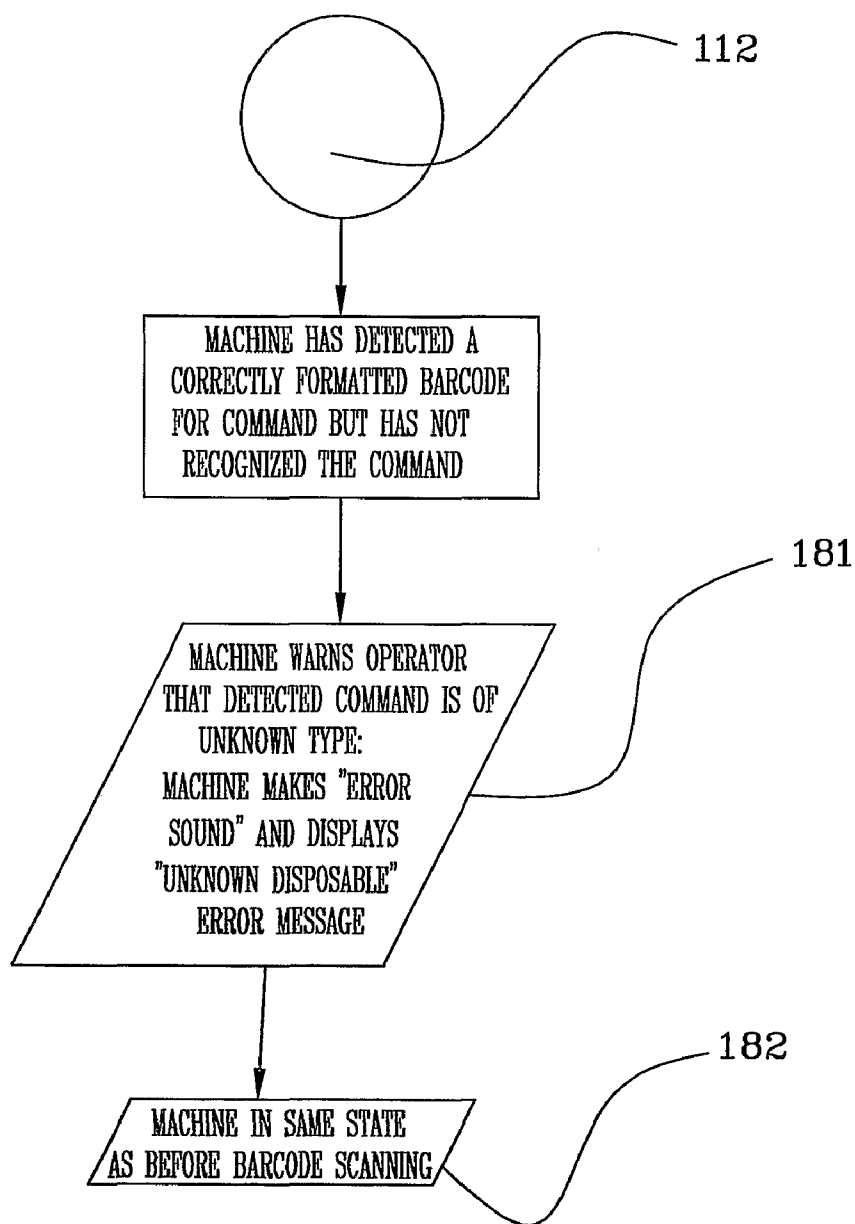 112
MACHINE HAS DETECTED A
CORRECTLY FORMATTED BARCODE
FOR COMMAND BUT HAS NOT
RECOGNIZED THE COMMAND
181
MACHINE WARNS OPERATOR
THAT DETECTED COMMAND IS OF
UNKNOWN TYPE:
MACHINE MAKES "ERROR
SOUND" AND DISPLAYS
"UNKNOWN DISPOSABLE"
ERROR MESSAGE
182
MACHINE IN SAME STATE
AS BEFORE BARCODE SCANNING